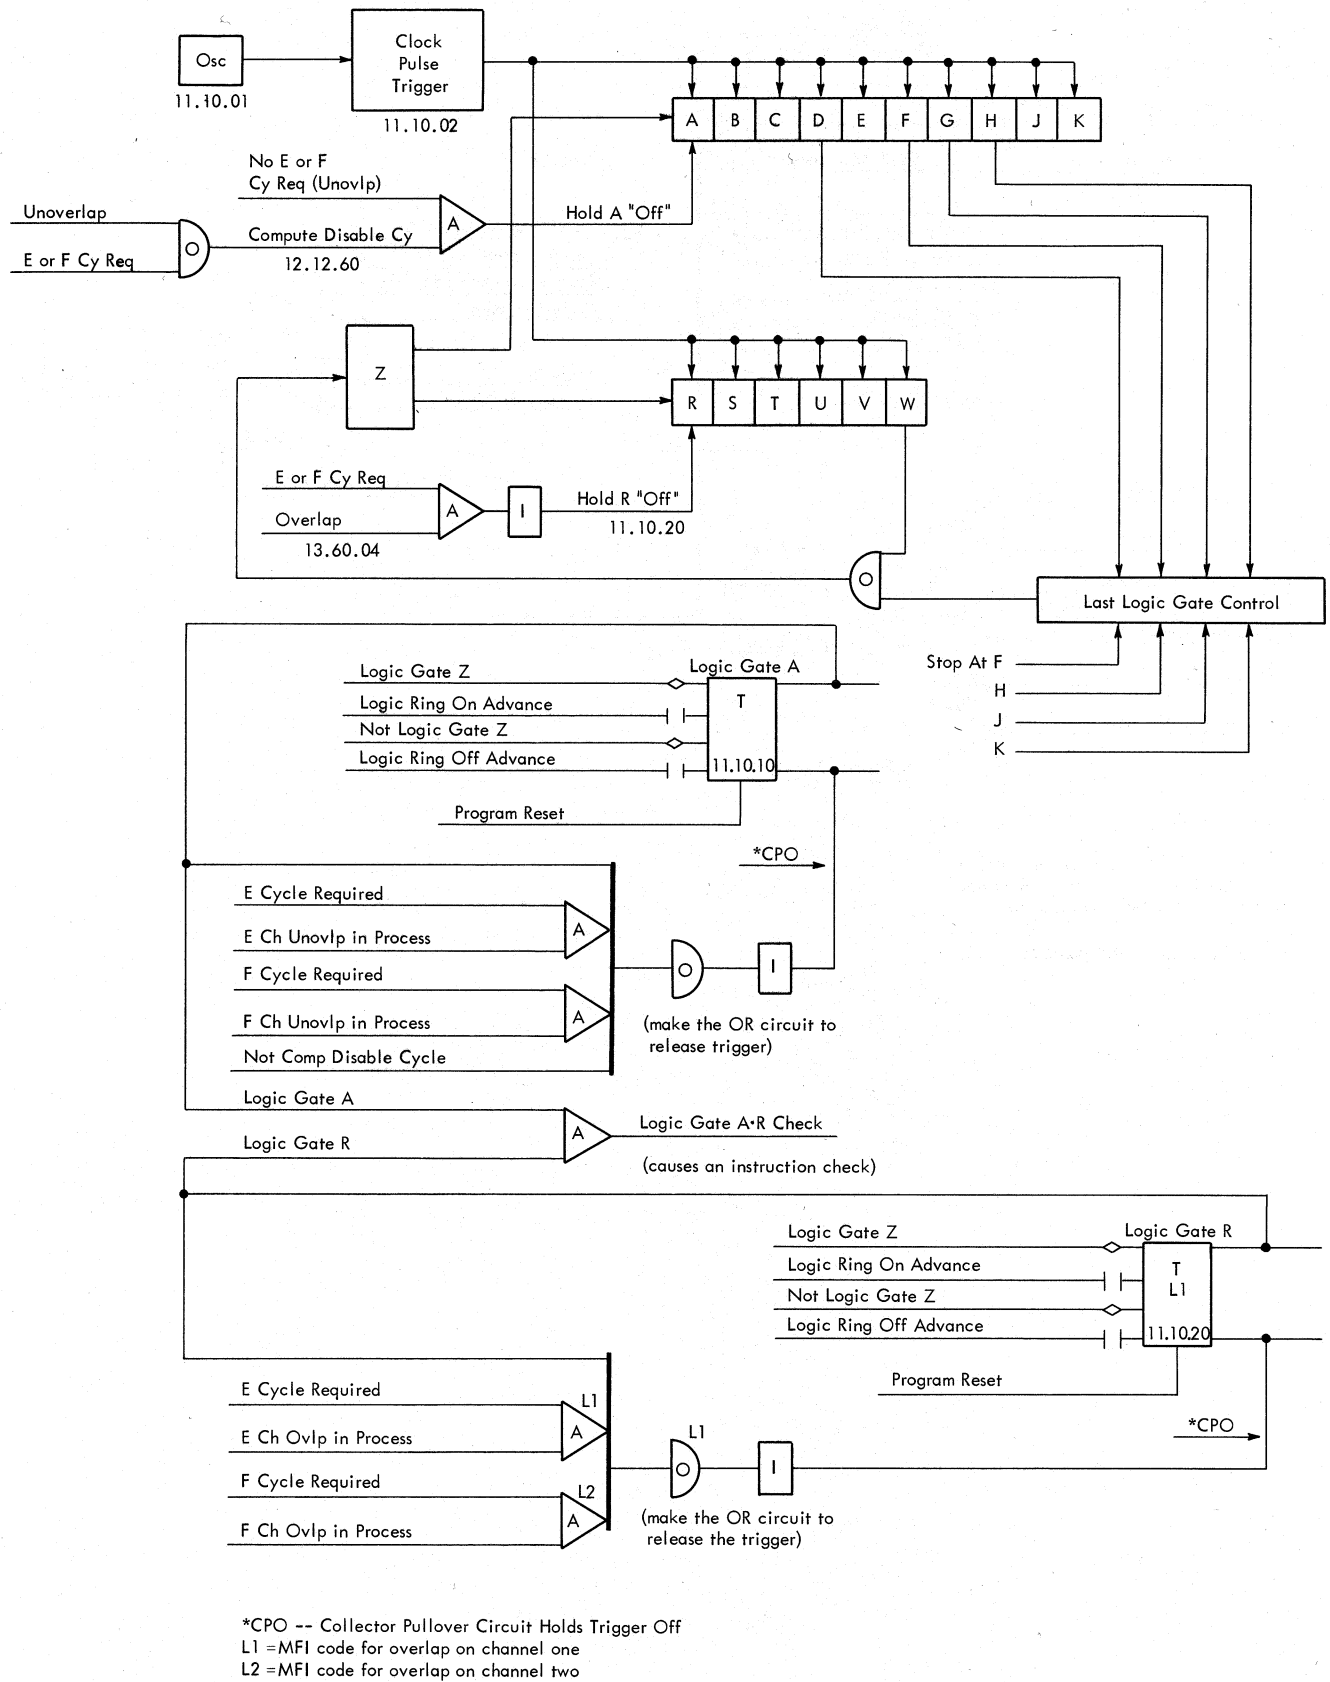 Osc
11.10.01
Clock
Pulse
Trigger
11.10.02
A B C D E F G H J K
No E or F
Cy Req (Unovlp)
Unoverlap
O
Compute Disable Cy
E or F Cy Req
12.12.60
A
Hold A "Off"
Z
R S T U V W
E or F Cy Req
A
I
Hold R "Off"
Overlap
11.10.20
13.60.04
O
Last Logic Gate Control
Stop At F
H
J
K
Logic Gate Z
Logic Gate A
Logic Ring On Advance
T
Not Logic Gate Z
Logic Ring Off Advance
11.10.10
Program Reset
*CPO
E Cycle Required
A
E Ch Unovlp in Process
F Cycle Required
O
I
A
F Ch Unovlp in Process
(make the OR circuit to
release trigger)
Not Comp Disable Cycle
Logic Gate A
A
Logic Gate A·R Check
Logic Gate R
(causes an instruction check)
Logic Gate Z
Logic Gate R
Logic Ring On Advance
T
L1
Not Logic Gate Z
Logic Ring Off Advance
11.10.20
Program Reset
*CPO
E Cycle Required
L1
A
E Ch Ovlp in Process
L1
O
I
F Cycle Required
L2
A
F Ch Ovlp in Process
(make the OR circuit to
release the trigger)
*CPO -- Collector Pullover Circuit Holds Trigger Off
L1 =MFI code for overlap on channel one
L2 =MFI code for overlap on channel two